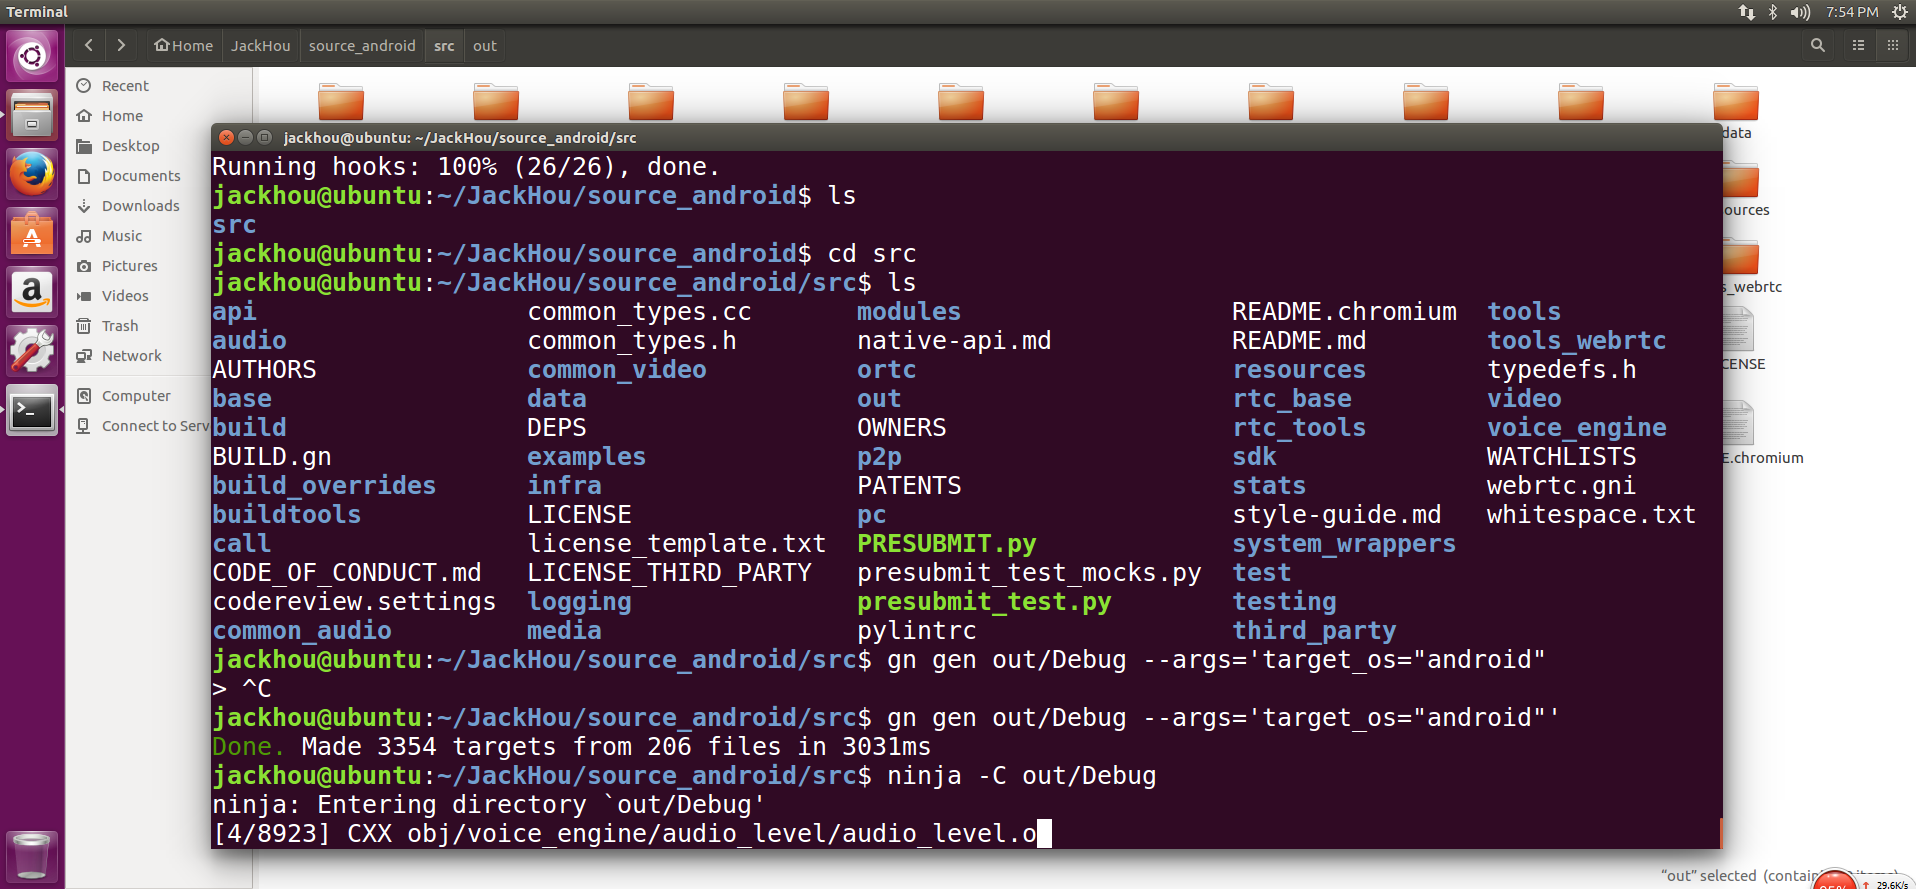 Terminal
7:54 PM
Home JackHou source_android src out
Recent
Home
Desktop
Documents
Downloads
Music
Pictures
Videos
Trash
Network
Computer
Connect to Serv
data
ources
s_webrtc
CENSE
E.chromium
jackhou@ubuntu: ~/JackHou/source_android/src
Running hooks: 100% (26/26), done.
jackhou@ubuntu:~/JackHou/source_android$ ls
src
jackhou@ubuntu:~/JackHou/source_android$ cd src
jackhou@ubuntu:~/JackHou/source_android/src$ ls
api common_types.cc modules README.chromium tools
audio common_types.h native-api.md README.md tools_webrtc
AUTHORS common_video ortc resources typedefs.h
base data out rtc_base video
build DEPS OWNERS rtc_tools voice_engine
BUILD.gn examples p2p sdk WATCHLISTS
build_overrides infra PATENTS stats webrtc.gni
buildtools LICENSE pc style-guide.md whitespace.txt
call license_template.txt PRESUBMIT.py system_wrappers
CODE_OF_CONDUCT.md LICENSE_THIRD_PARTY presubmit_test_mocks.py test
codereview.settings logging presubmit_test.py testing
common_audio media pylintrc third_party
jackhou@ubuntu:~/JackHou/source_android/src$ gn gen out/Debug --args='target_os="android"
> ^C
jackhou@ubuntu:~/JackHou/source_android/src$ gn gen out/Debug --args='target_os="android"'
Done. Made 3354 targets from 206 files in 3031ms
jackhou@ubuntu:~/JackHou/source_android/src$ ninja -C out/Debug
ninja: Entering directory `out/Debug'
[4/8923] CXX obj/voice_engine/audio_level/audio_level.o
"out" selected (contain
29.6K/s